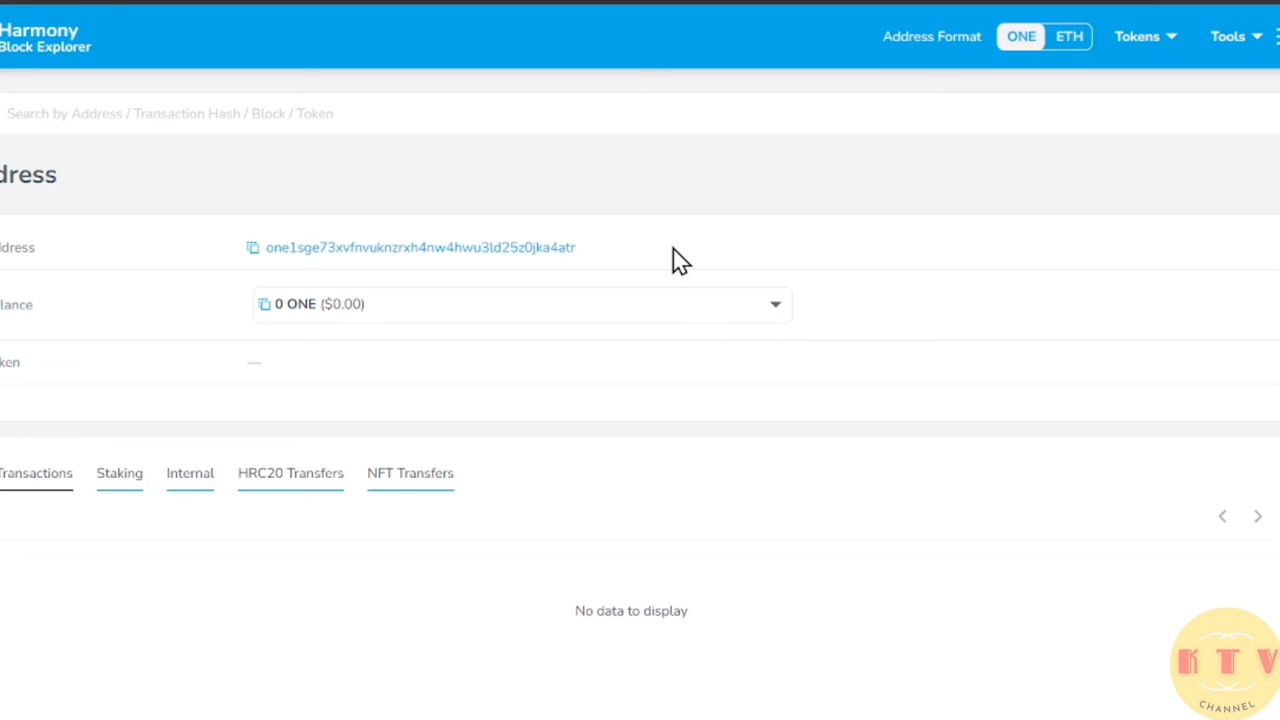 Harmony
Block Explorer
Address Format ONE ETH Tokens Tools
Search by Address / Transaction Hash / Block / Token
dress
ddress one1sge73xvfnvuknzrxh4nw4hwu3ld25z0jka4atr
lance 0 ONE ($0.00)
ken —
Transactions Staking Internal HRC20 Transfers NFT Transfers
No data to display
KTV
CHANNEL